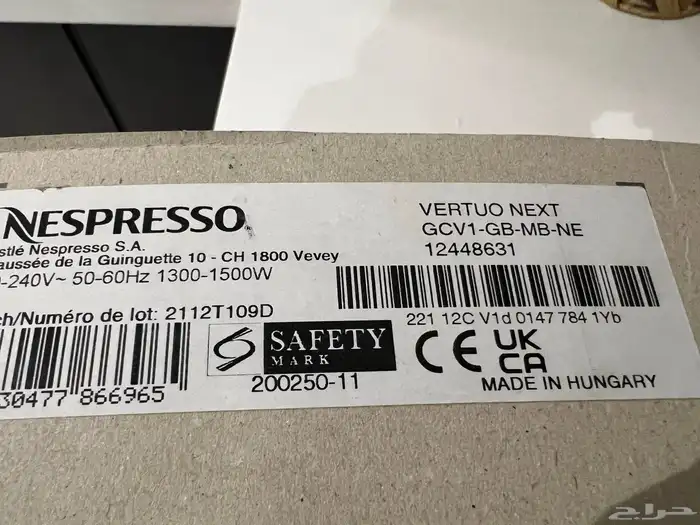 NESPRESSO
VERTUO NEXT
GCV1-GB-MB-NE
12448631
stlé Nespresso S.A.
aussée de la Guinguette 10 - CH 1800 Vevey
0-240V~ 50-60Hz 1300-1500W
221 12C V1d 0147 784 1Yb
ch/Numéro de lot: 2112T109D
SAFETY
MARK
CE UK
CA
200250-11
MADE IN HUNGARY
30477 866965
حراج